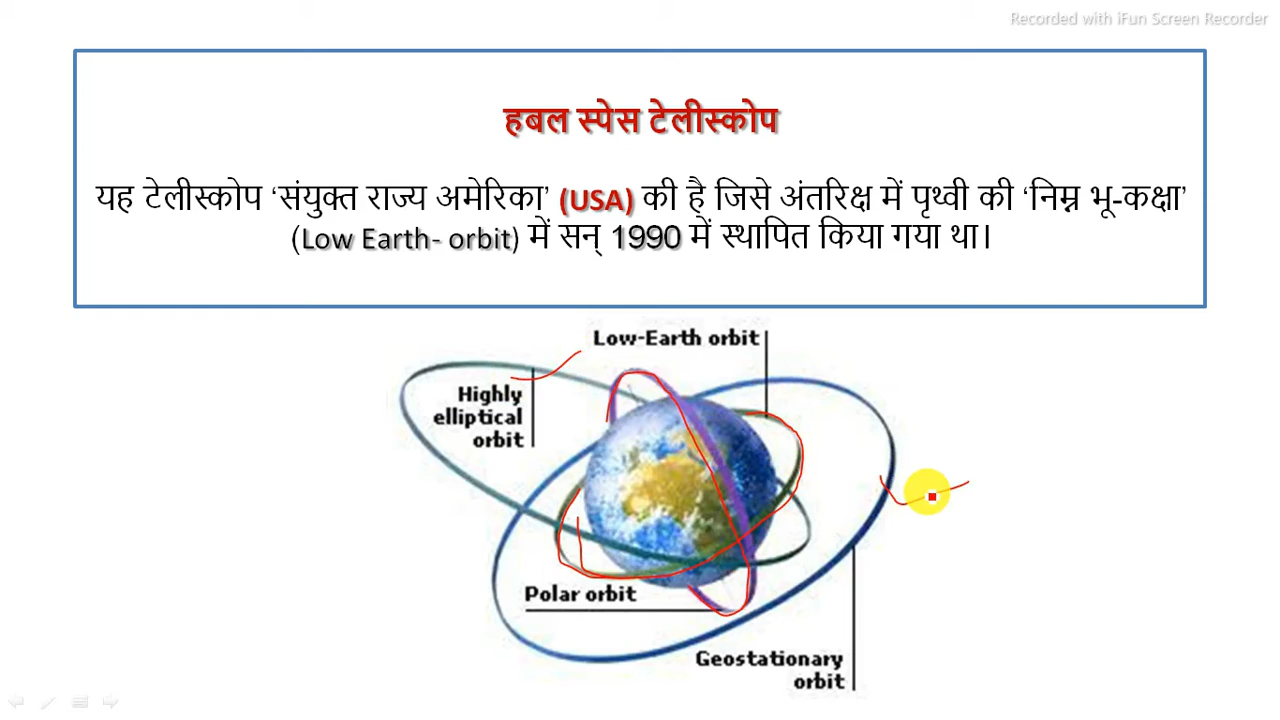 Recorded with iFun Screen Recorder
हबल स्पेस टेलीस्कोप
यह टेलीस्कोप ‘संयुक्त राज्य अमेरिका’ (USA) की है जिसे अंतरिक्ष में पृथ्वी की ‘निम्न भू-कक्षा’
(Low Earth- orbit) में सन् 1990 में स्थापित किया गया था।
Low-Earth orbit
Highly
elliptical
orbit
Polar orbit
Geostationary
orbit